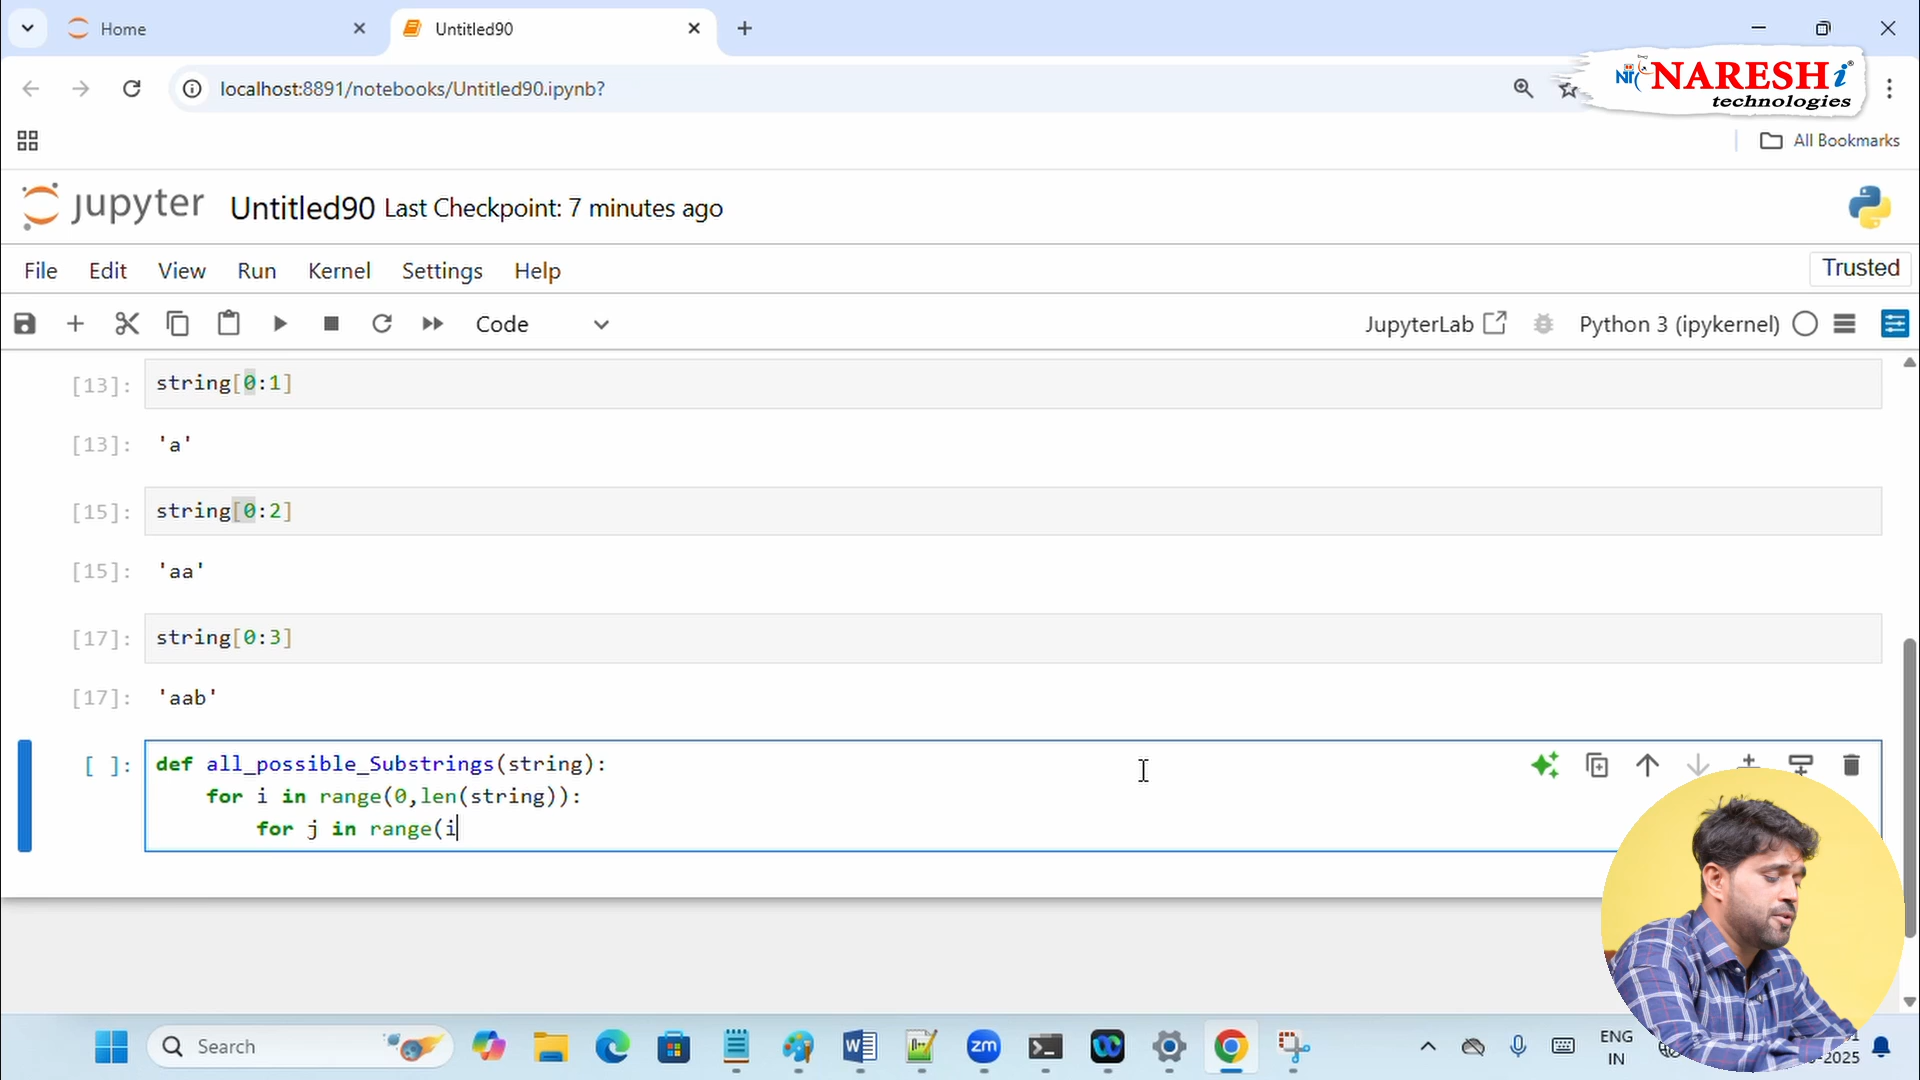 Home
Untitled90
localhost:8891/notebooks/Untitled90.ipynb?
NARESH i
technologies
All Bookmarks
jupyter Untitled90 Last Checkpoint: 7 minutes ago
File Edit View Run Kernel Settings Help
Trusted
Code
JupyterLab
Python 3 (ipykernel)
[13]: string[0:1]
[13]: 'a'
[15]: string[0:2]
[15]: 'aa'
[17]: string[0:3]
[17]: 'aab'
[ ]: def all_possible_Substrings(string):
for i in range(0,len(string)):
for j in range(i
Search
zm
ENG
IN
-2025